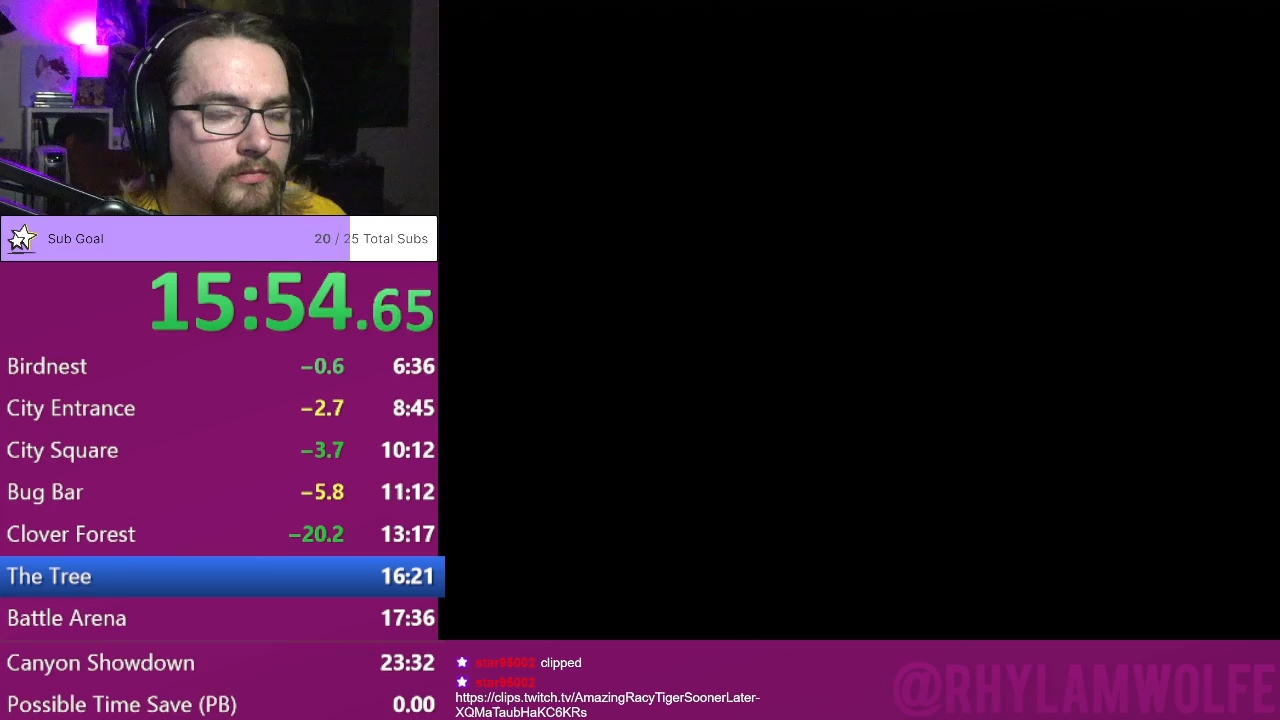 Sub Goal 20 / 25 Total Subs
15:54.65
Birdnest −0.6 6:36
City Entrance −2.7 8:45
City Square −3.7 10:12
Bug Bar −5.8 11:12
Clover Forest −20.2 13:17
The Tree 16:21
Battle Arena 17:36
Canyon Showdown 23:32
Possible Time Save (PB) 0.00
star95002 clipped
star95002
https://clips.twitch.tv/AmazingRacyTigerSoonerLater-
XQMaTaubHaKC6KRs
@RHYLAMWOLFE